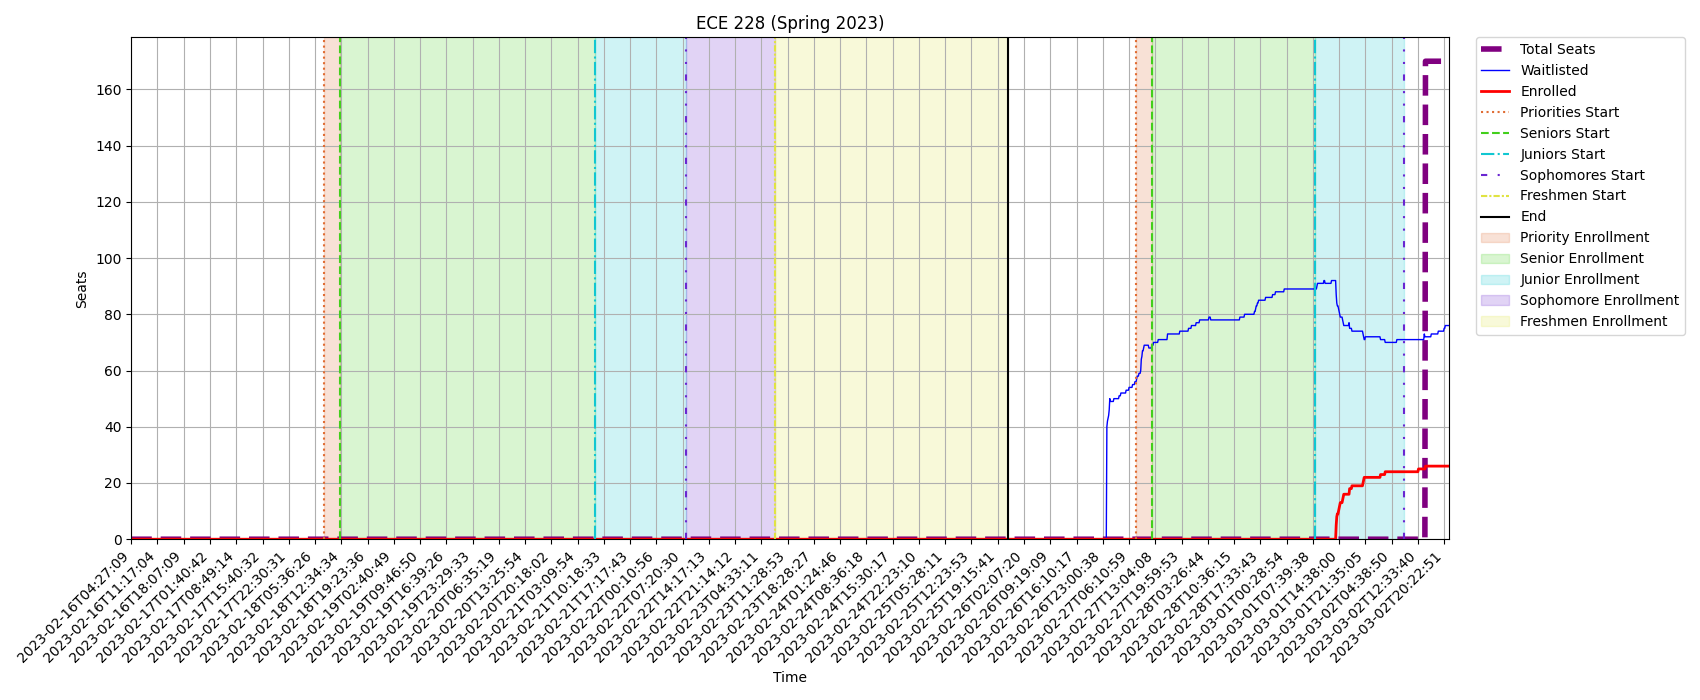 ECE 228 (Spring 2023)
Seats
160
140
120
100
80
60
40
20
0
2023-02-16T04:27:09
2023-02-16T11:17:04
2023-02-16T18:07:09
2023-02-17T01:40:42
2023-02-17T08:49:14
2023-02-17T15:40:32
2023-02-17T22:30:31
2023-02-18T05:36:26
2023-02-18T12:34:34
2023-02-18T19:23:36
2023-02-19T02:40:49
2023-02-19T09:46:50
2023-02-19T16:39:26
2023-02-19T23:29:33
2023-02-20T06:35:19
2023-02-20T13:25:54
2023-02-20T20:18:02
2023-02-21T03:09:54
2023-02-21T10:18:33
2023-02-21T17:17:43
2023-02-22T00:10:56
2023-02-22T07:20:30
2023-02-22T14:17:13
2023-02-22T21:14:12
2023-02-23T04:33:11
2023-02-23T11:28:53
2023-02-23T18:28:27
2023-02-24T01:24:46
2023-02-24T08:36:18
2023-02-24T15:30:17
2023-02-24T22:23:10
2023-02-25T05:28:11
2023-02-25T12:23:53
2023-02-25T19:15:41
2023-02-26T02:07:20
2023-02-26T09:19:09
2023-02-26T16:10:17
2023-02-26T23:00:38
2023-02-27T06:10:59
2023-02-27T13:04:08
2023-02-27T19:59:53
2023-02-28T03:26:44
2023-02-28T10:36:15
2023-02-28T17:33:43
2023-03-01T00:28:54
2023-03-01T07:39:38
2023-03-01T14:38:00
2023-03-01T21:35:05
2023-03-02T04:38:50
2023-03-02T12:33:40
2023-03-02T20:22:51
Time
Total Seats
Waitlisted
Enrolled
Priorities Start
Seniors Start
Juniors Start
Sophomores Start
Freshmen Start
End
Priority Enrollment
Senior Enrollment
Junior Enrollment
Sophomore Enrollment
Freshmen Enrollment